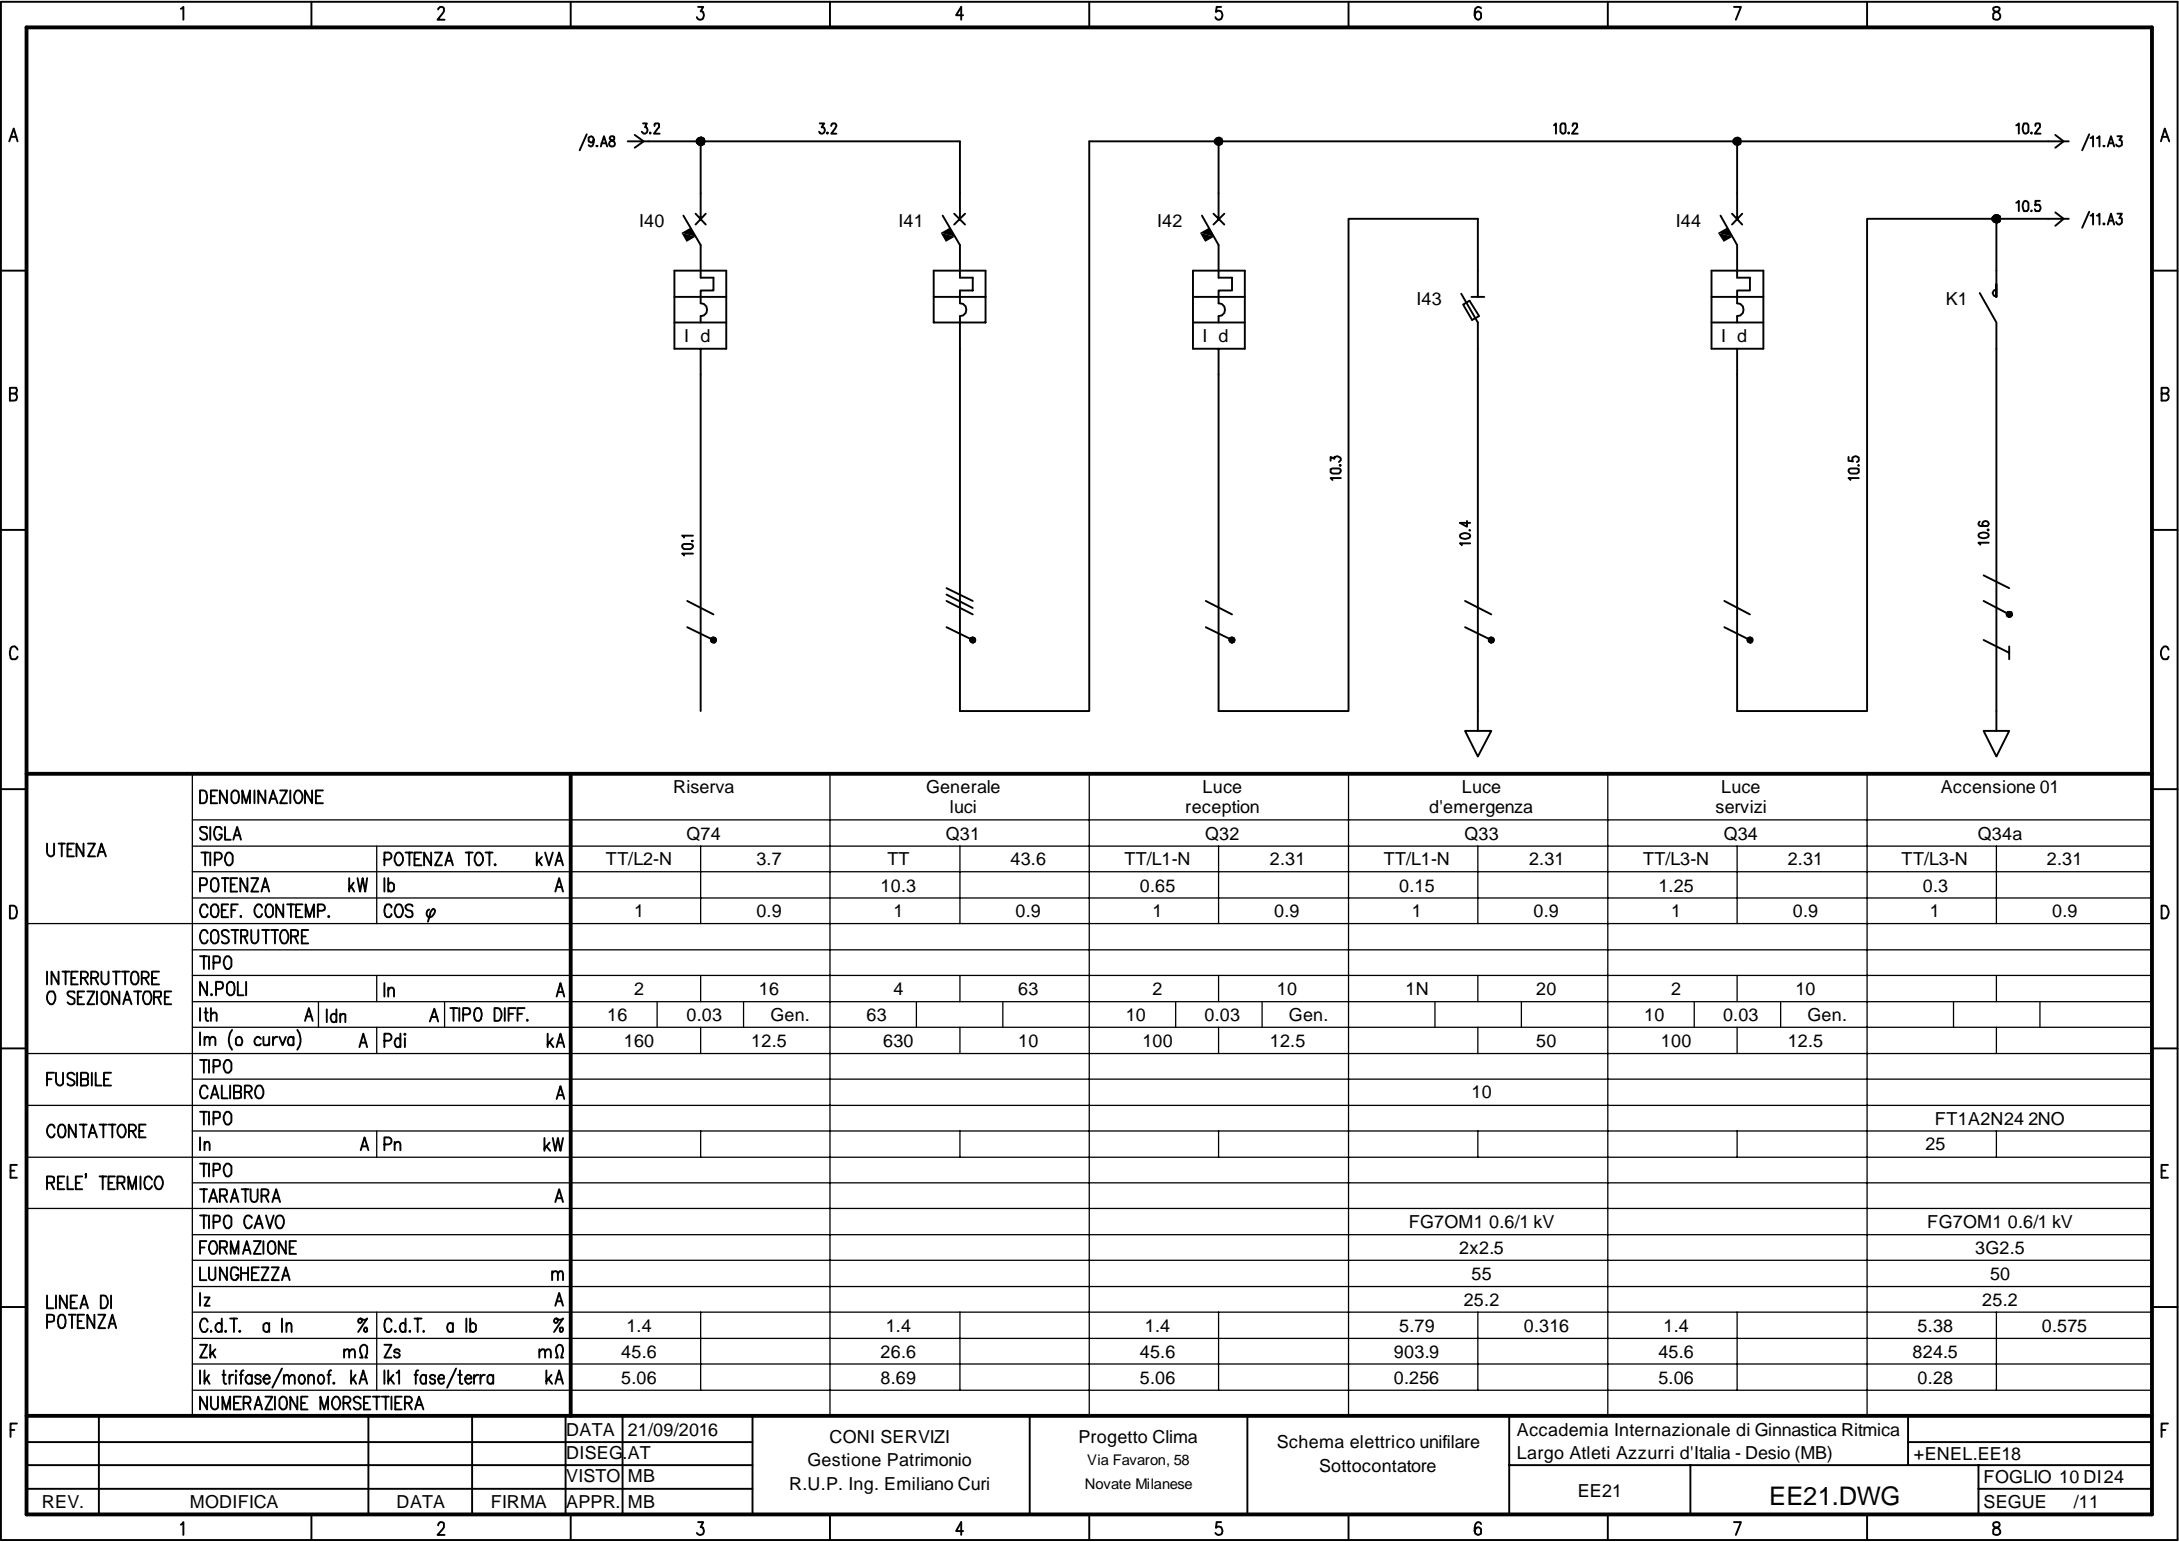 1 2 3 4 5 6 7 8
A A
/9.A8 3.2 3.2 10.2 10.2 /11.A3
10.5 /11.A3
I40 I41 I42 I44
I43 K1
I d I d I d
B B
10.3 10.5
10.1 10.4 10.6
C C
DENOMINAZIONE Riserva Generale luci Luce reception Luce d'emergenza Luce servizi Accensione 01
UTENZA
SIGLA Q74 Q31 Q32 Q33 Q34 Q34a
TIPO POTENZA TOT. kVA TT/L2-N 3.7 TT 43.6 TT/L1-N 2.31 TT/L1-N 2.31 TT/L3-N 2.31 TT/L3-N 2.31
POTENZA kW Ib A 10.3 0.65 0.15 1.25 0.3
D COEF. CONTEMP. COS φ 1 0.9 1 0.9 1 0.9 1 0.9 1 0.9 1 0.9 D
INTERRUTTORE O SEZIONATORE
COSTRUTTORE
TIPO
N.POLI In A 2 16 4 63 2 10 1N 20 2 10
Ith A Idn A TIPO DIFF. 16 0.03 Gen. 63 10 0.03 Gen. 10 0.03 Gen.
Im (o curva) A Pdi kA 160 12.5 630 10 100 12.5 50 100 12.5
FUSIBILE
TIPO
CALIBRO A 10
CONTATTORE
TIPO FT1A2N24 2NO
In A Pn kW 25
E RELE' TERMICO E
TIPO
TARATURA A
LINEA DI POTENZA
TIPO CAVO FG7OM1 0.6/1 kV FG7OM1 0.6/1 kV
FORMAZIONE 2x2.5 3G2.5
LUNGHEZZA m 55 50
Iz A 25.2 25.2
C.d.T. a In % C.d.T. a Ib % 1.4 1.4 1.4 5.79 0.316 1.4 5.38 0.575
Zk mΩ Zs mΩ 45.6 26.6 45.6 903.9 45.6 824.5
Ik trifase/monof. kA Ik1 fase/terra kA 5.06 8.69 5.06 0.256 5.06 0.28
NUMERAZIONE MORSETTIERA
F F
DATA 21/09/2016
DISEG. AT
VISTO MB
REV. MODIFICA DATA FIRMA APPR. MB
CONI SERVIZI
Gestione Patrimonio
R.U.P. Ing. Emiliano Curi
Progetto Clima
Via Favaron, 58
Novate Milanese
Schema elettrico unifilare
Sottocontatore
Accademia Internazionale di Ginnastica Ritmica
Largo Atleti Azzurri d'Italia - Desio (MB)
+ENEL.EE18
EE21 EE21.DWG
FOGLIO 10 DI 24
SEGUE /11
1 2 3 4 5 6 7 8